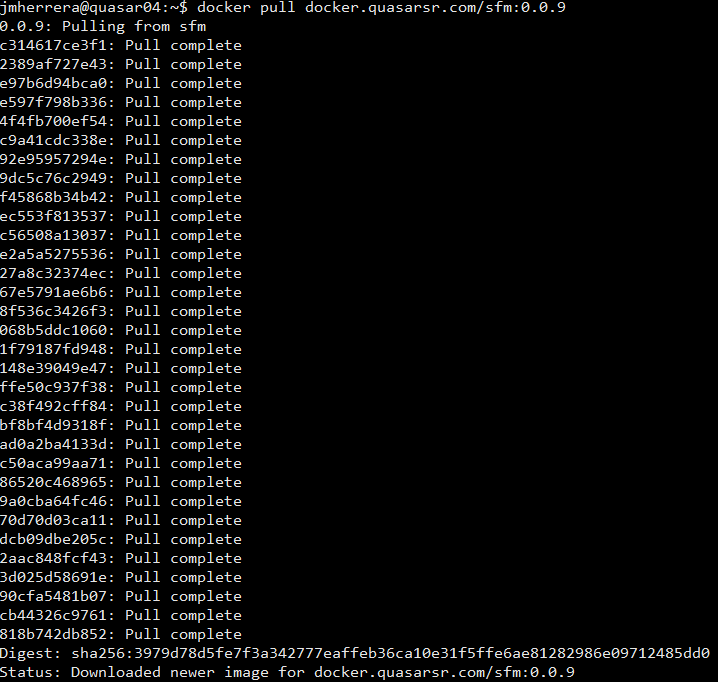 jmherrera@quasar04:~$ docker pull docker.quasarsr.com/sfm:0.0.9
0.0.9: Pulling from sfm
c314617ce3f1: Pull complete
2389af727e43: Pull complete
e97b6d94bca0: Pull complete
e597f798b336: Pull complete
4f4fb700ef54: Pull complete
c9a41cdc338e: Pull complete
92e95957294e: Pull complete
9dc5c76c2949: Pull complete
f45868b34b42: Pull complete
ec553f813537: Pull complete
c56508a13037: Pull complete
e2a5a5275536: Pull complete
27a8c32374ec: Pull complete
67e5791ae6b6: Pull complete
8f536c3426f3: Pull complete
068b5ddc1060: Pull complete
1f79187fd948: Pull complete
148e39049e47: Pull complete
ffe50c937f38: Pull complete
c38f492cff84: Pull complete
bf8bf4d9318f: Pull complete
ad0a2ba4133d: Pull complete
c50aca99aa71: Pull complete
86520c468965: Pull complete
9a0cba64fc46: Pull complete
70d70d03ca11: Pull complete
dcb09dbe205c: Pull complete
2aac848fcf43: Pull complete
3d025d58691e: Pull complete
90cfa5481b07: Pull complete
cb44326c9761: Pull complete
818b742db852: Pull complete
Digest: sha256:3979d78d5fe7f3a342777eaffeb36ca10e31f5ffe6ae81282986e09712485dd0
Status: Downloaded newer image for docker.quasarsr.com/sfm:0.0.9